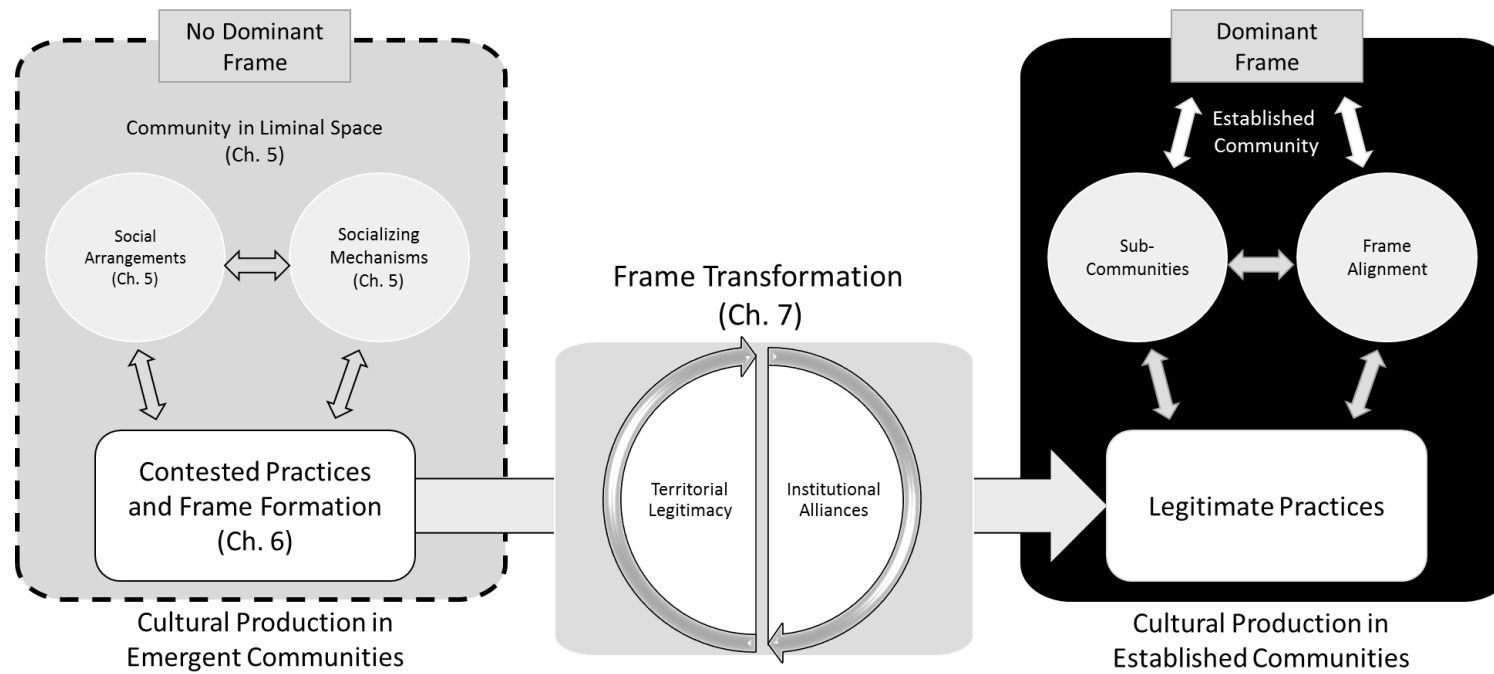 No Dominant
Frame
Community in Liminal Space
(Ch. 5)
Social
Arrangements
(Ch. 5)
Socializing
Mechanisms
(Ch. 5)
Contested Practices
and Frame Formation
(Ch. 6)
Cultural Production in
Emergent Communities
Frame Transformation
(Ch. 7)
Territorial
Legitimacy
Institutional
Alliances
Dominant
Frame
Established
Community
Sub-
Communities
Frame
Alignment
Legitimate Practices
Cultural Production in
Established Communities